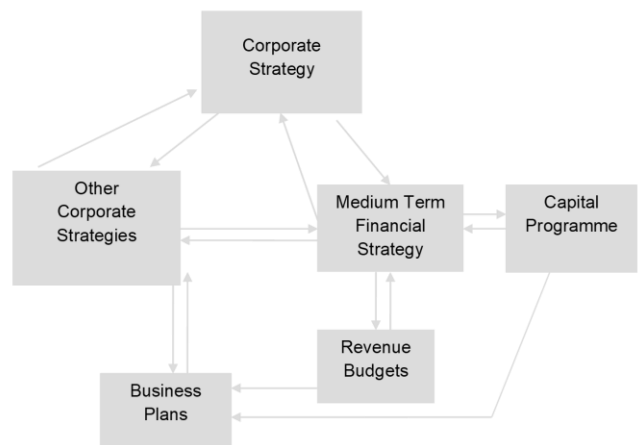 Corporate
Strategy
Other
Corporate
Strategies
Medium Term
Financial
Strategy
Capital
Programme
Revenue
Budgets
Business
Plans